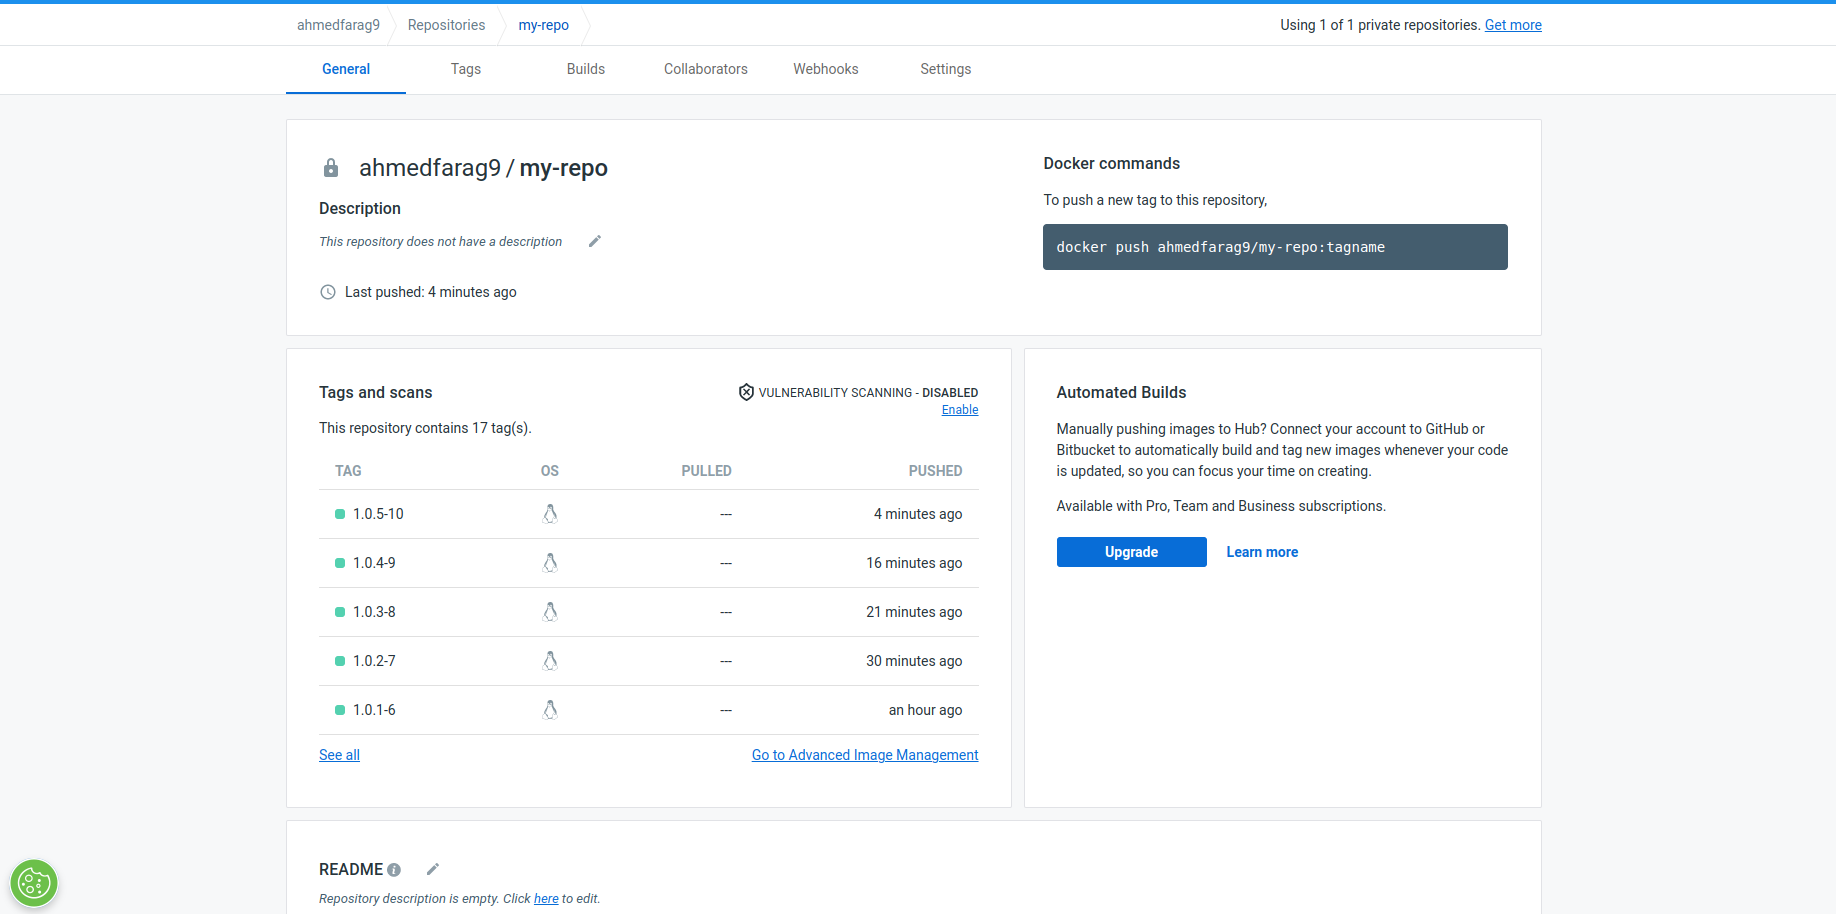 ahmedfarag9 Repositories my-repo Using 1 of 1 private repositories. Get more
General Tags Builds Collaborators Webhooks Settings
ahmedfarag9 / my-repo
Description
This repository does not have a description
Last pushed: 4 minutes ago
Docker commands
To push a new tag to this repository,
docker push ahmedfarag9/my-repo:tagname
Tags and scans
VULNERABILITY SCANNING - DISABLED
Enable
This repository contains 17 tag(s).
TAG OS PULLED PUSHED
1.0.5-10 --- 4 minutes ago
1.0.4-9 --- 16 minutes ago
1.0.3-8 --- 21 minutes ago
1.0.2-7 --- 30 minutes ago
1.0.1-6 --- an hour ago
See all Go to Advanced Image Management
Automated Builds
Manually pushing images to Hub? Connect your account to GitHub or
Bitbucket to automatically build and tag new images whenever your code
is updated, so you can focus your time on creating.
Available with Pro, Team and Business subscriptions.
Upgrade Learn more
README
Repository description is empty. Click here to edit.